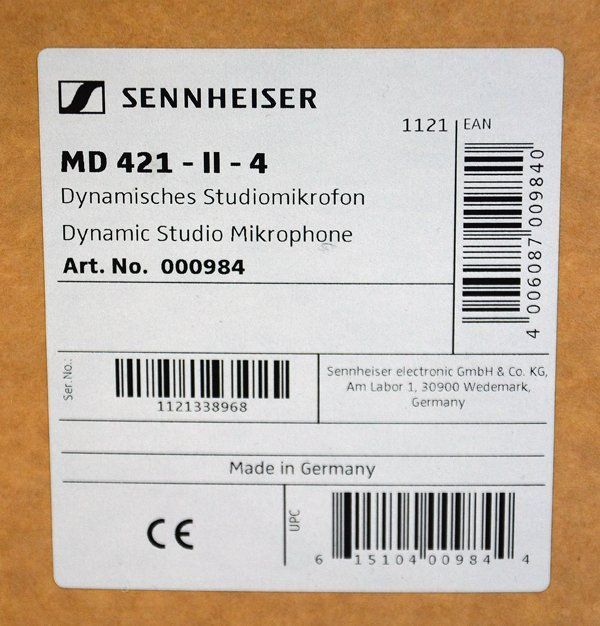 SENNHEISER
1121
EAN
MD 421 - II - 4
Dynamisches Studiomikrofon
Dynamic Studio Mikrophone
Art. No. 000984
4 006087 009840
Ser.No.:
1121338968
Sennheiser electronic GmbH & Co. KG,
Am Labor 1, 30900 Wedemark,
Germany
Made in Germany
CE
UPC
6 15104 00984 4